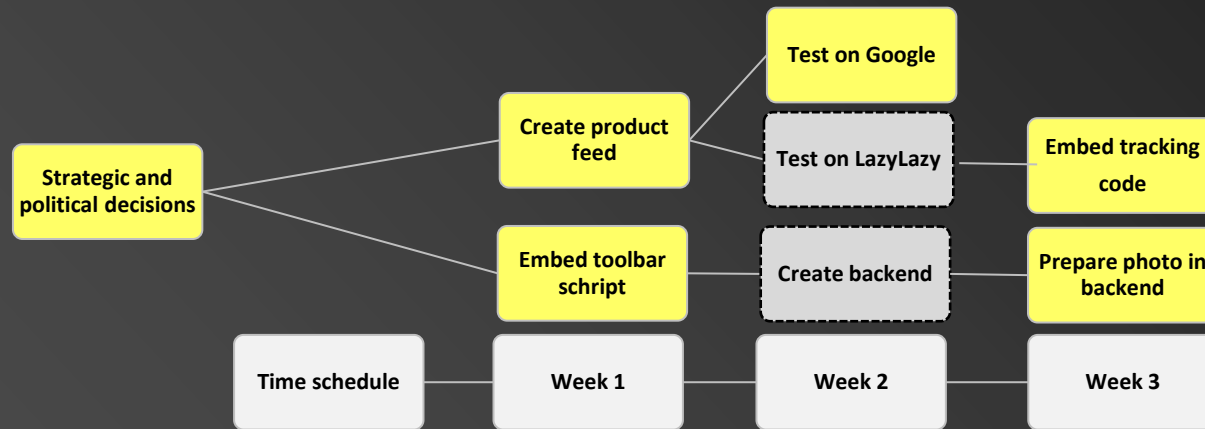 Test on Google
Create product
feed
Test on LazyLazy
Embed tracking
code
Strategic and
political decisions
Embed toolbar
schript
Create backend
Prepare photo in
backend
Time schedule
Week 1
Week 2
Week 3